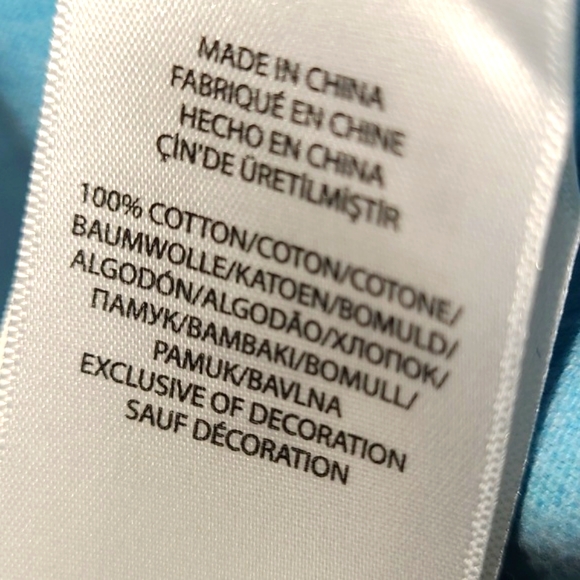 MADE IN CHINA
FABRIQUÉ EN CHINE
HECHO EN CHINA
ÇİN'DE ÜRETİLMİŞTİR
100% COTTON/COTON/COTONE/
BAUMWOLLE/KATOEN/BOMULD/
ALGODÓN/ALGODÃO/ХЛОПОК/
ПАМУК/BAMBAKI/BOMULL/
PAMUK/BAVLNA
EXCLUSIVE OF DECORATION
SAUF DÉCORATION